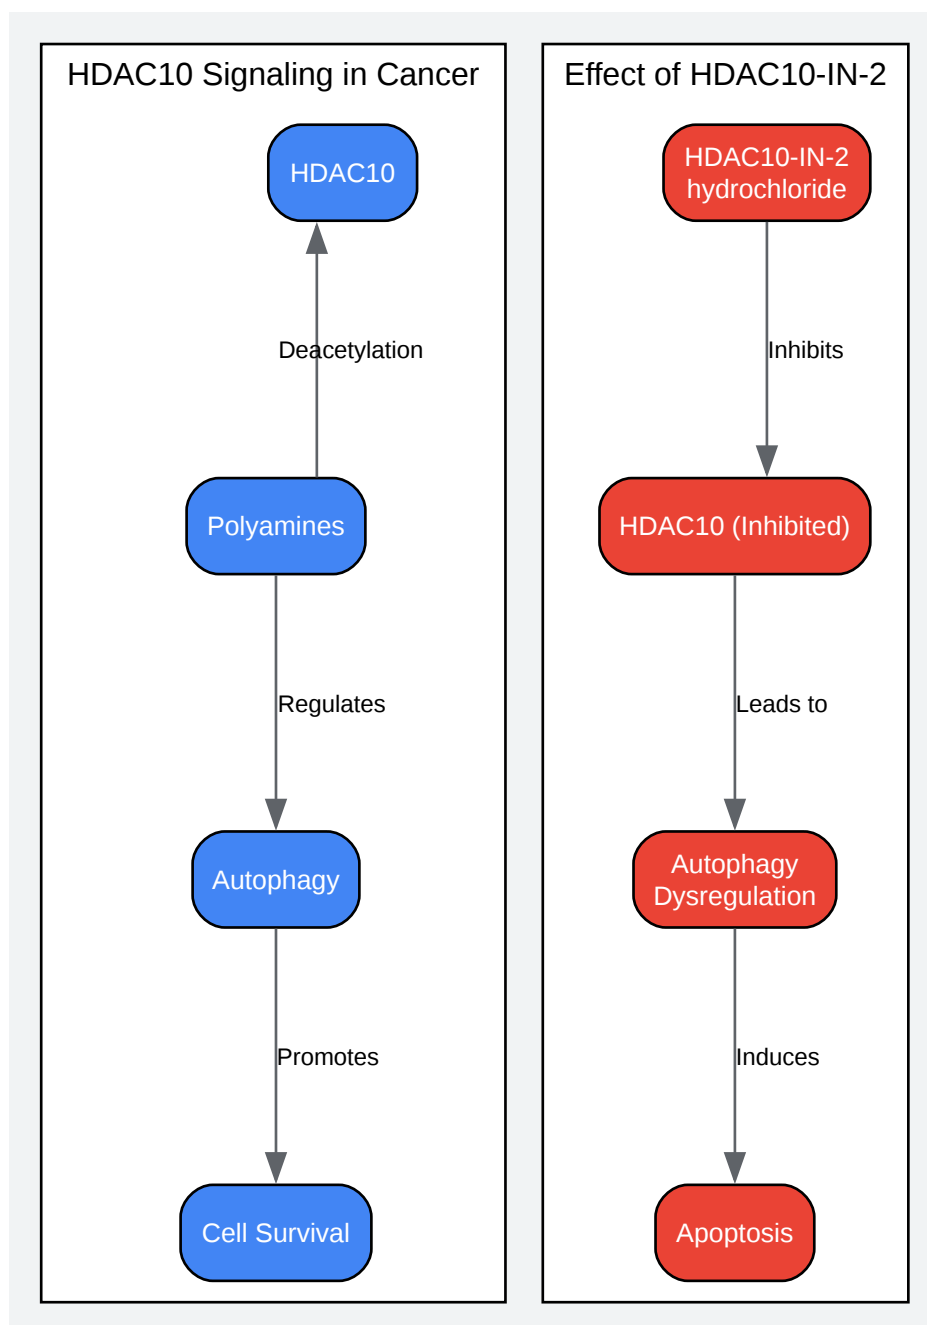 HDAC10 Signaling in Cancer
HDAC10
Deacetylation
Polyamines
Regulates
Autophagy
Promotes
Cell Survival
Effect of HDAC10-IN-2
HDAC10-IN-2
hydrochloride
Inhibits
HDAC10 (Inhibited)
Leads to
Autophagy
Dysregulation
Induces
Apoptosis